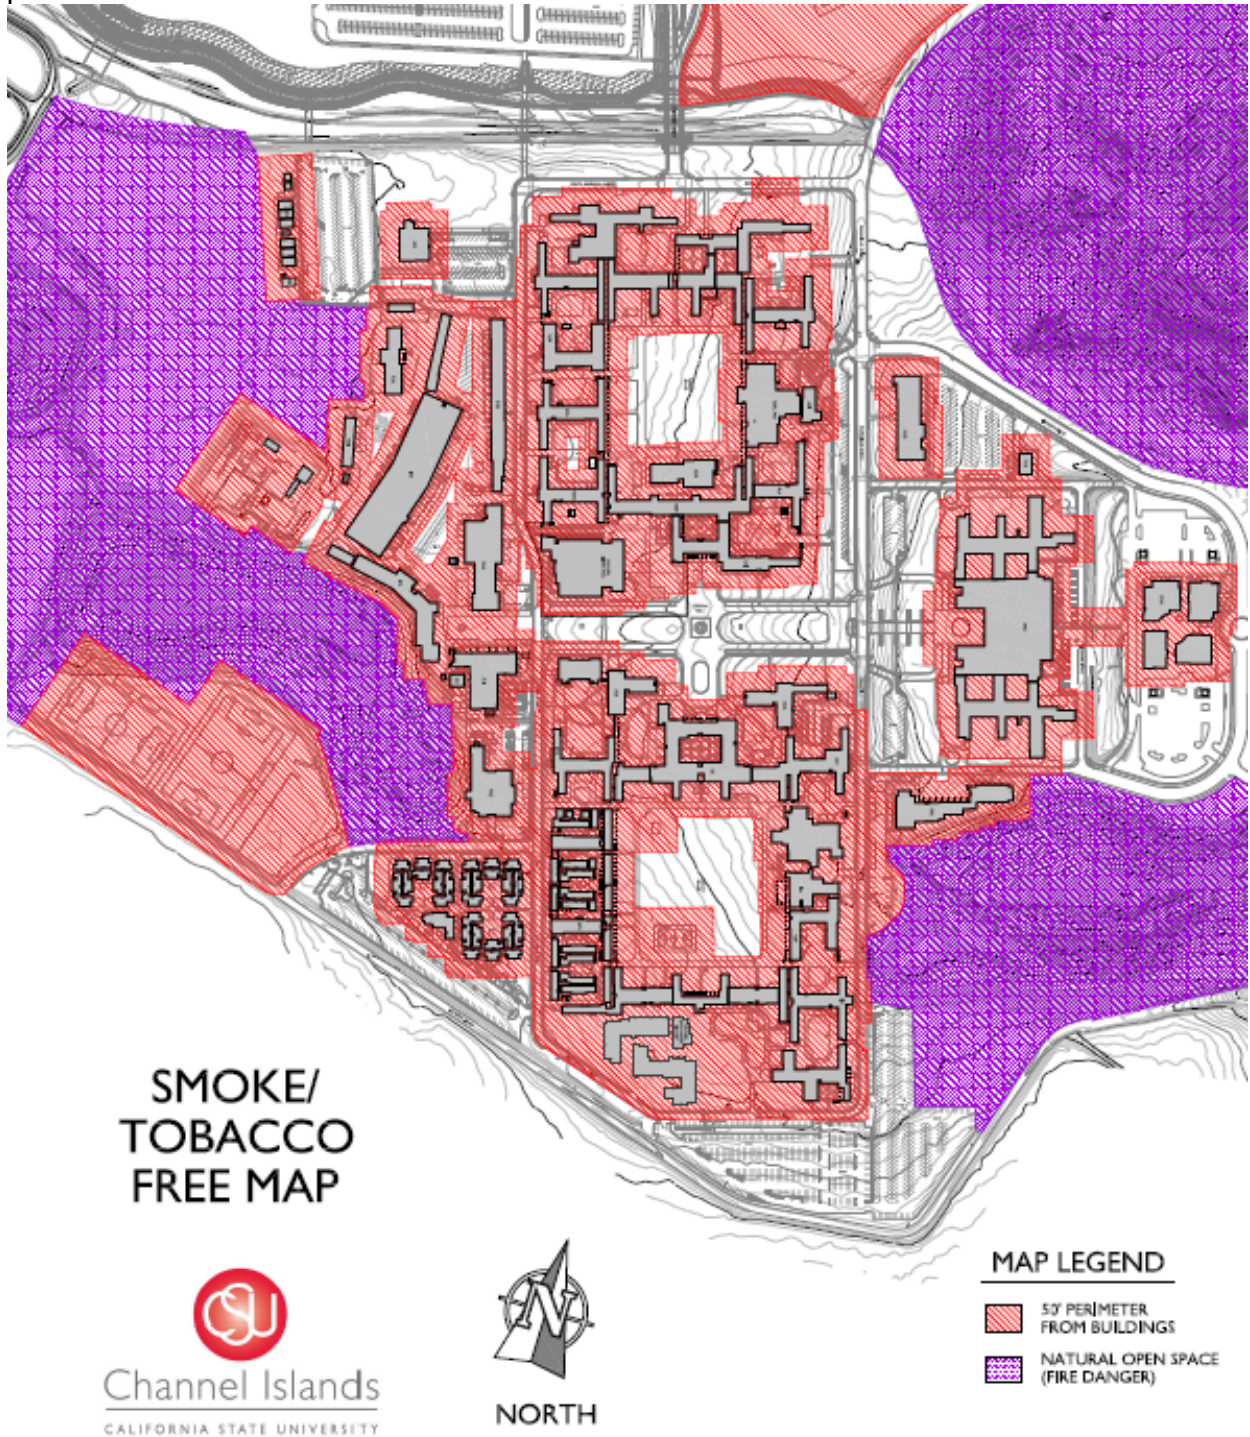 SMOKE/
TOBACCO
FREE MAP
CSU
Channel Islands
CALIFORNIA STATE UNIVERSITY
N
NORTH
MAP LEGEND
50' PERIMETER
FROM BUILDINGS
NATURAL OPEN SPACE
(FIRE DANGER)